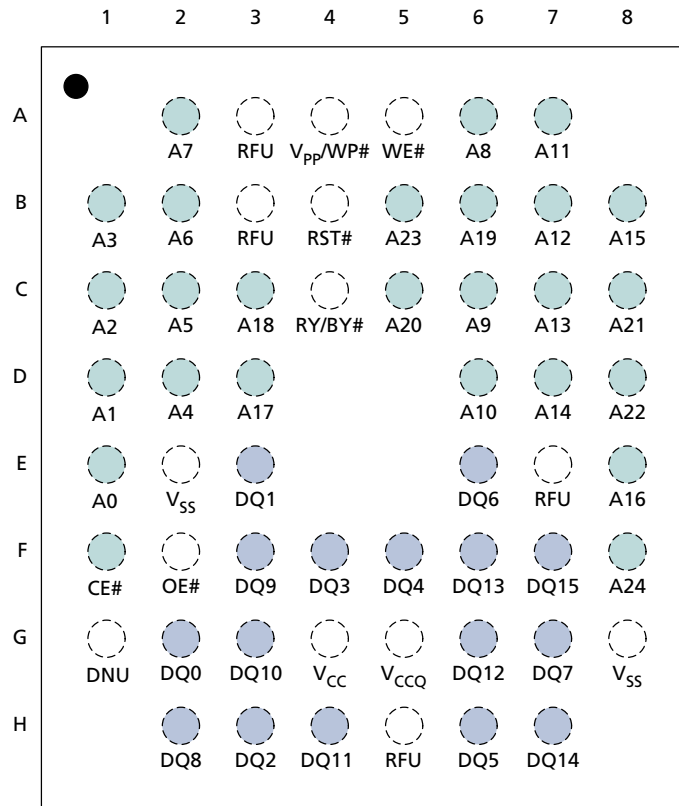 1 2 3 4 5 6 7 8
A
A7 RFU VPP/WP# WE# A8 A11
B
A3 A6 RFU RST# A23 A19 A12 A15
C
A2 A5 A18 RY/BY# A20 A9 A13 A21
D
A1 A4 A17 A10 A14 A22
E
A0 VSS DQ1 DQ6 RFU A16
F
CE# OE# DQ9 DQ3 DQ4 DQ13 DQ15 A24
G
DNU DQ0 DQ10 VCC VCCQ DQ12 DQ7 VSS
H
DQ8 DQ2 DQ11 RFU DQ5 DQ14